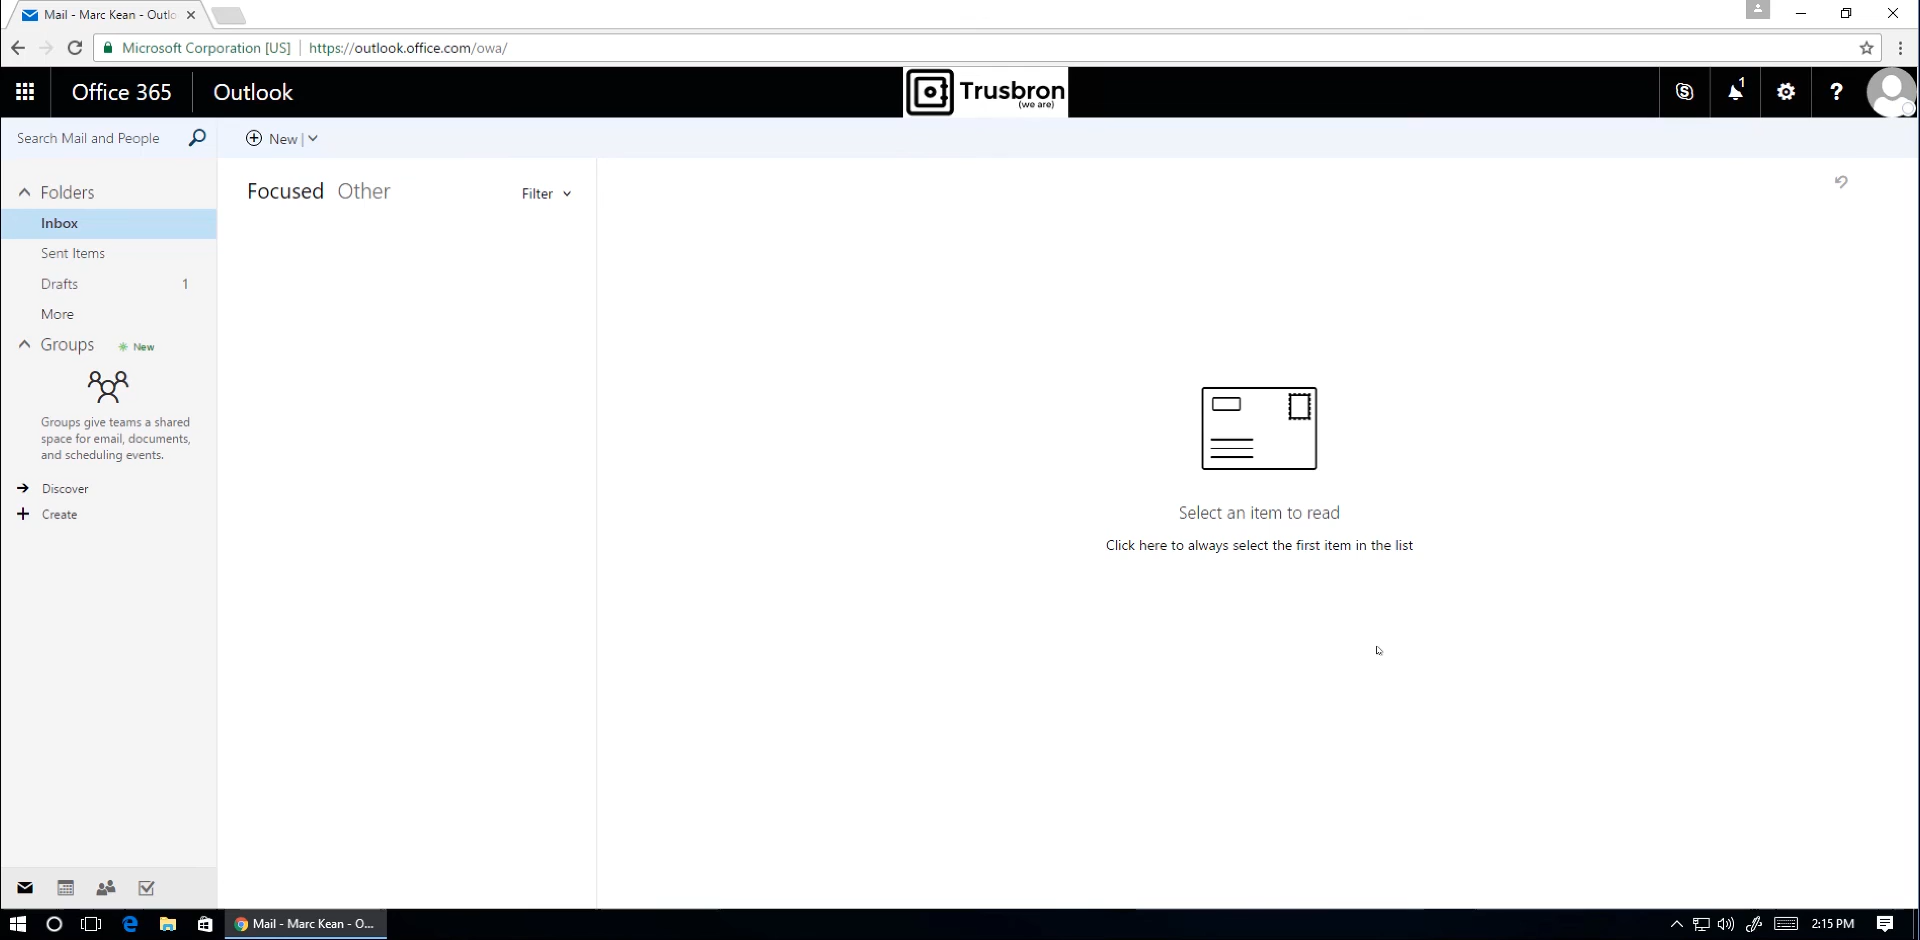 Mail - Marc Kean - Outlo
Microsoft Corporation [US] | https://outlook.office.com/owa/
Office 365
Outlook
Trusbron
(we are)
1
?
Search Mail and People
New
Folders
Focused Other
Filter
Inbox
Sent Items
Drafts 1
More
Groups New
Groups give teams a shared
space for email, documents,
and scheduling events.
Discover
Create
Select an item to read
Click here to always select the first item in the list
Mail - Marc Kean - O...
2:15 PM